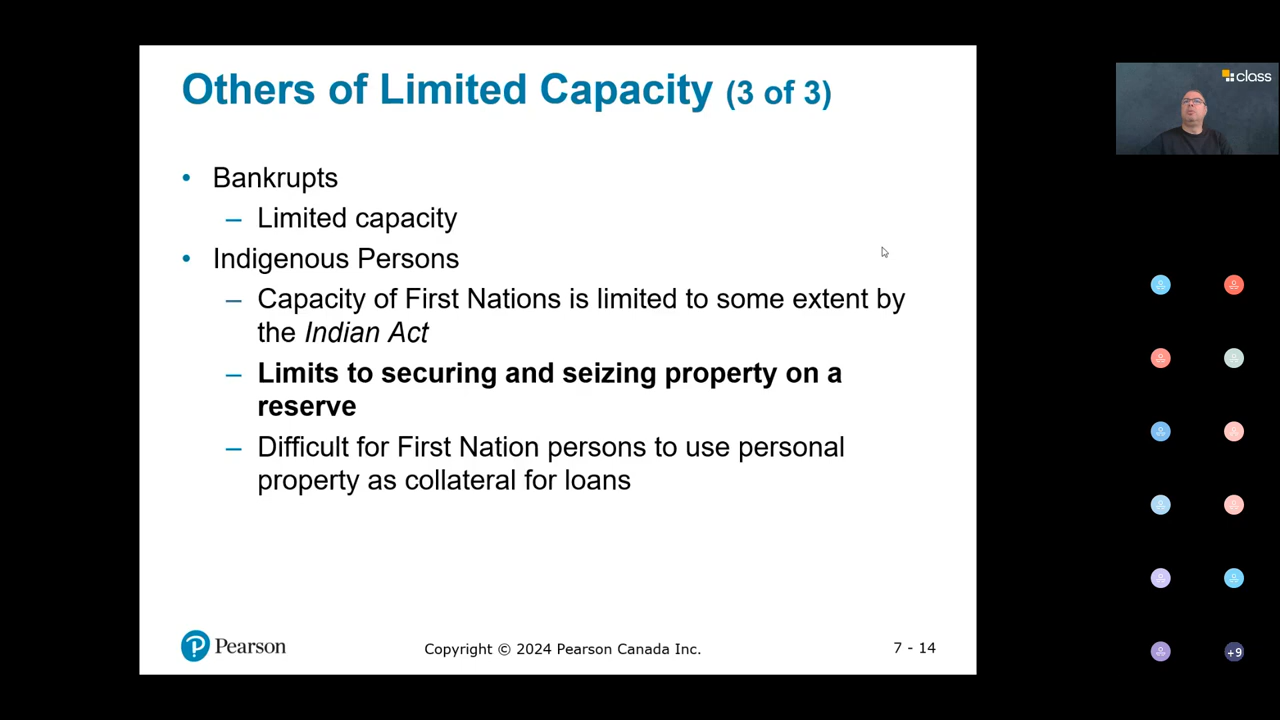 Others of Limited Capacity (3 of 3)
class
• Bankrupts
– Limited capacity
• Indigenous Persons
– Capacity of First Nations is limited to some extent by
the Indian Act
– Limits to securing and seizing property on a
reserve
– Difficult for First Nation persons to use personal
property as collateral for loans
Pearson
Copyright © 2024 Pearson Canada Inc.
7 - 14
+9